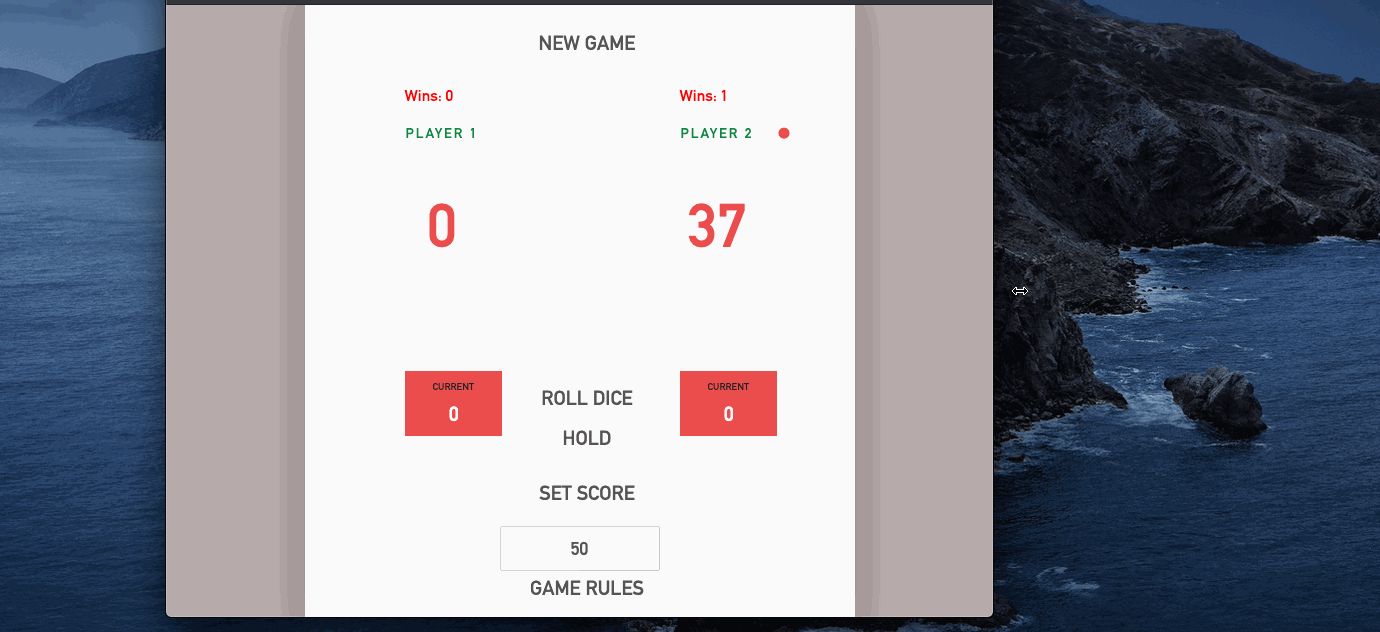 NEW GAME
Wins: 0
Wins: 1
PLAYER 1
PLAYER 2
0
37
CURRENT
0
CURRENT
0
ROLL DICE
HOLD
SET SCORE
50
GAME RULES